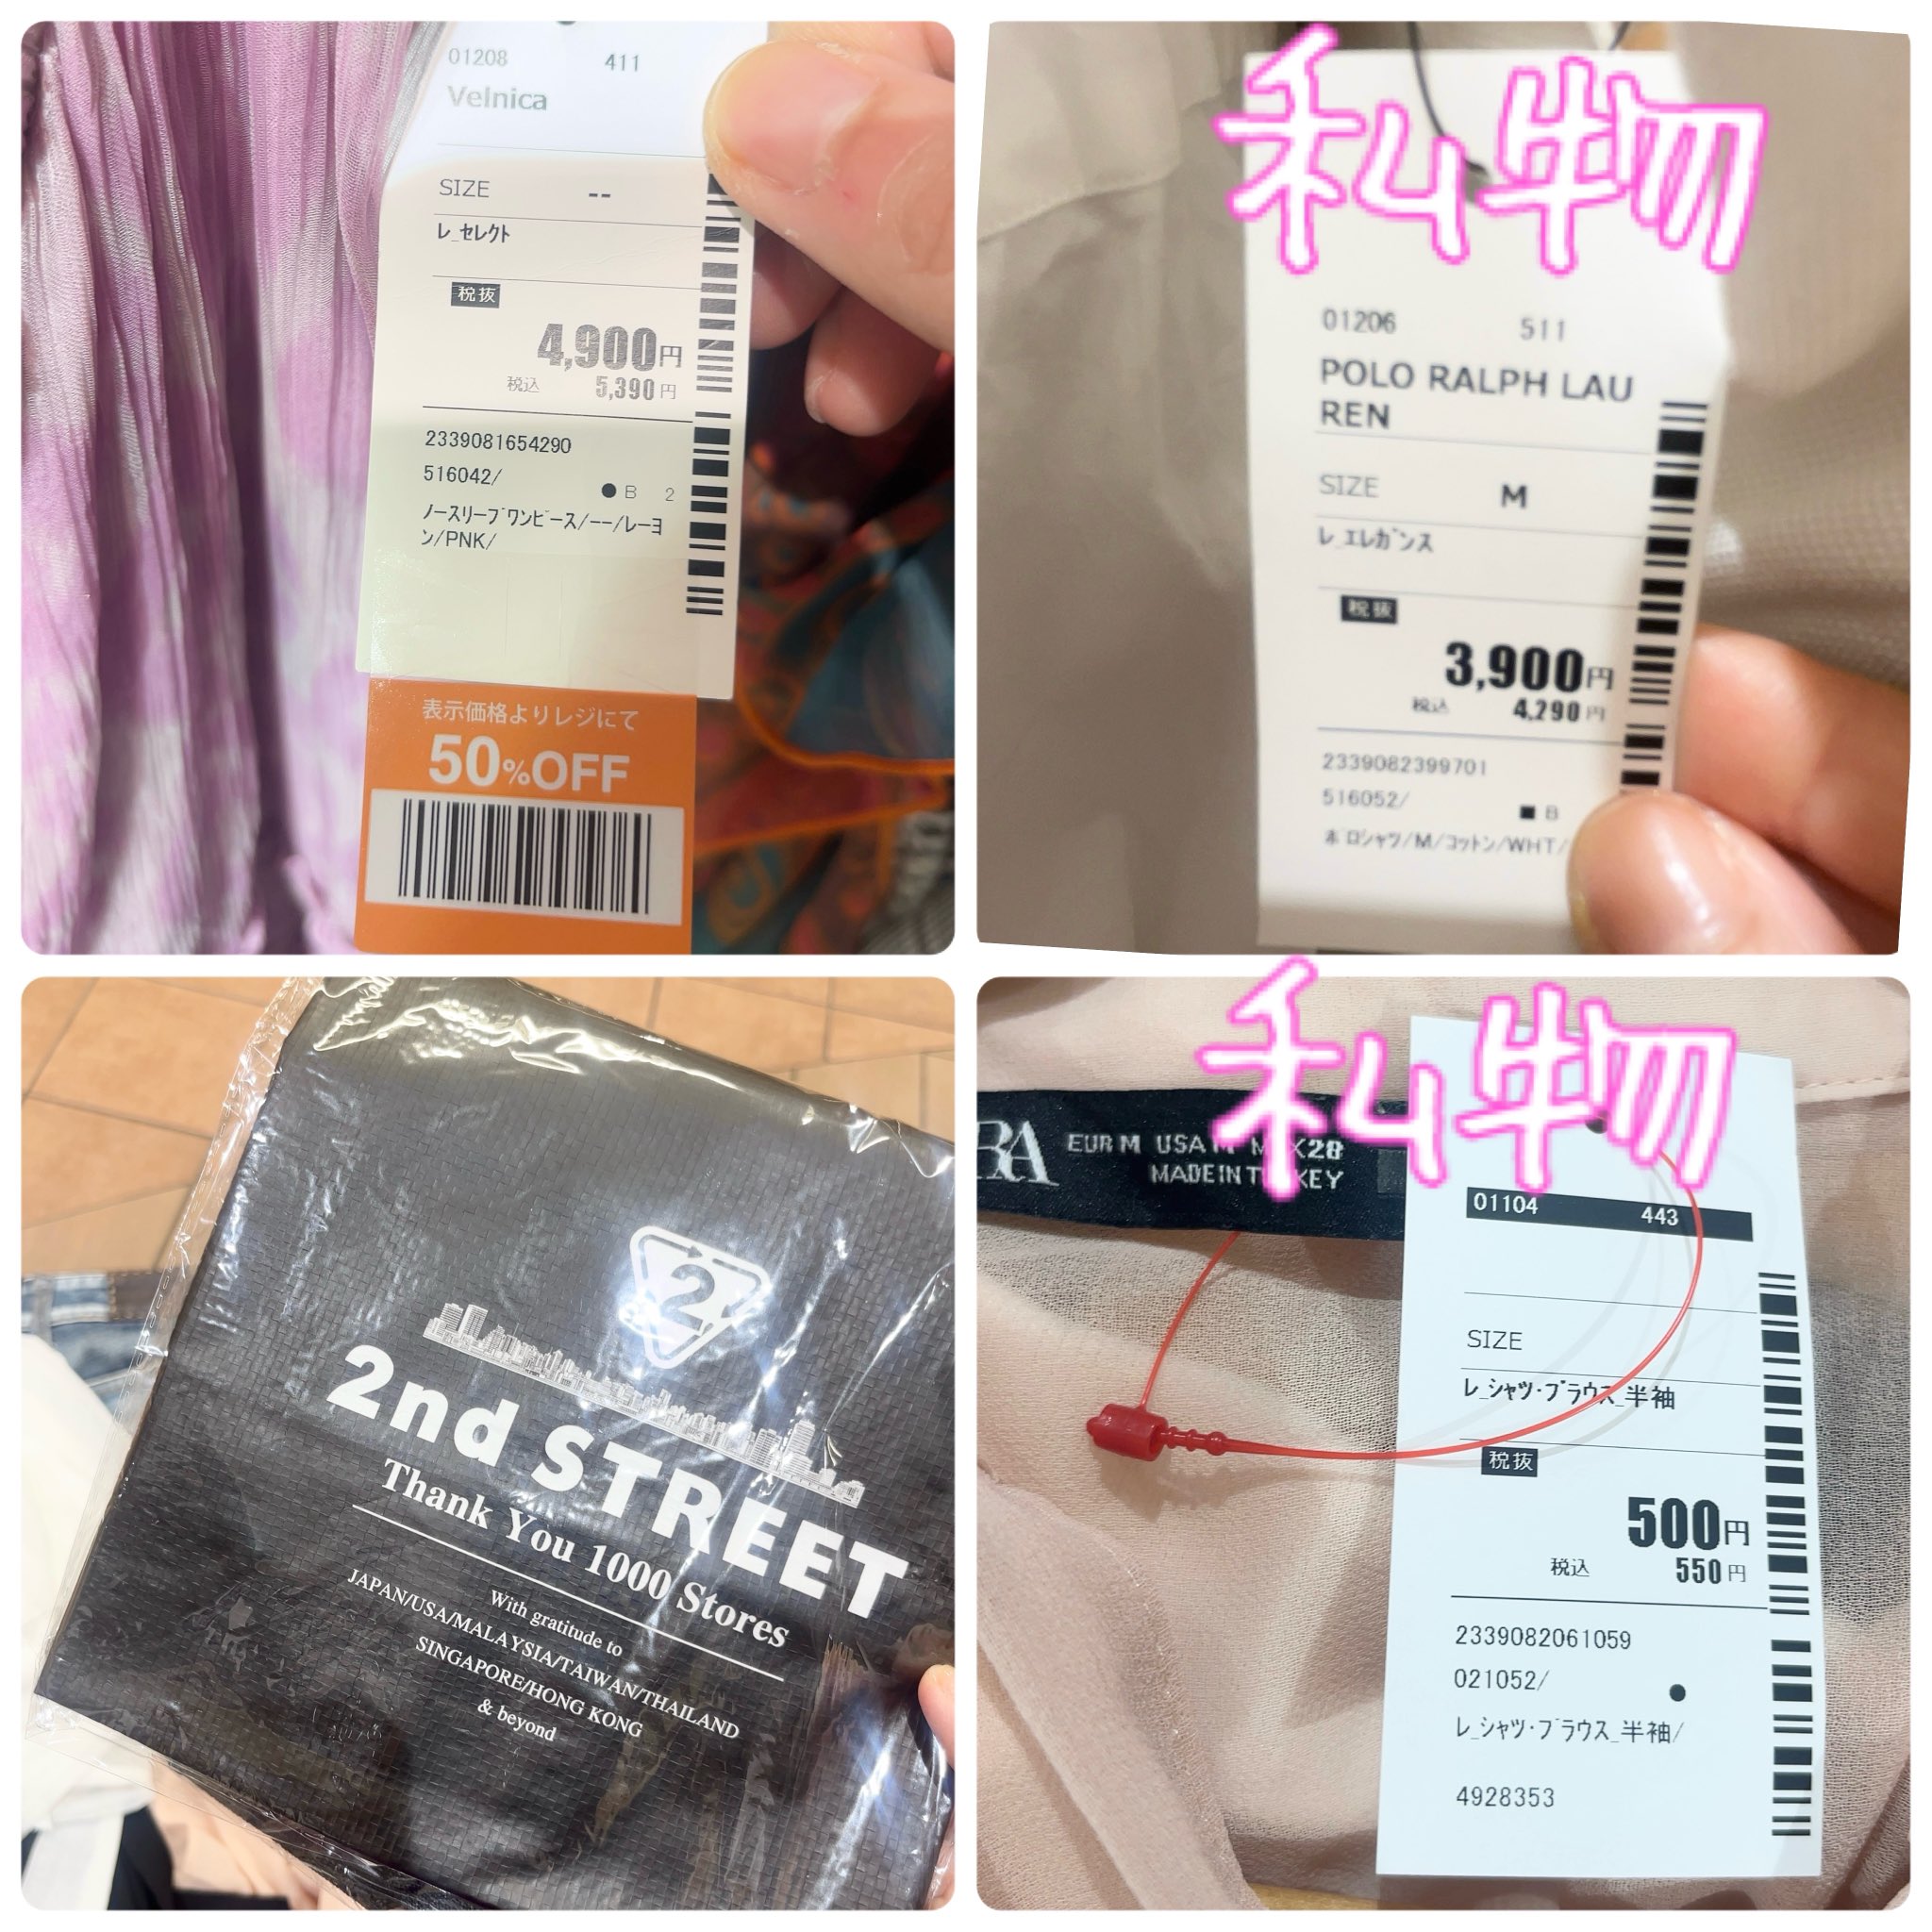 01208 411
Velnica
SIZE --
レ_セレクト
税抜
4,900円
税込 5,390円
2339081654290
516042/ ●B 2
ノースリーブワンピース/--/レーヨ
ン/PNK/
表示価格よりレジにて
50%OFF
私物
01206 511
POLO RALPH LAU
REN
SIZE M
レ_エレガンス
税抜
3,900円
税込 4,290円
2339082399701
516052/ ■B
ポロシャツ/M/コットン/WHT/
2
2nd STREET
Thank You 1000 Stores
With gratitude to
JAPAN/USA/MALAYSIA/TAIWAN/THAILAND
SINGAPORE/HONG KONG
& beyond
私物
RA EUR M USA M M X28
MADE IN T KEY
01104 443
SIZE
レ_シャツ・ブラウス_半袖
税抜
500円
税込 550円
2339082061059
021052/ ●
レ_シャツ・ブラウス_半袖/
4928353